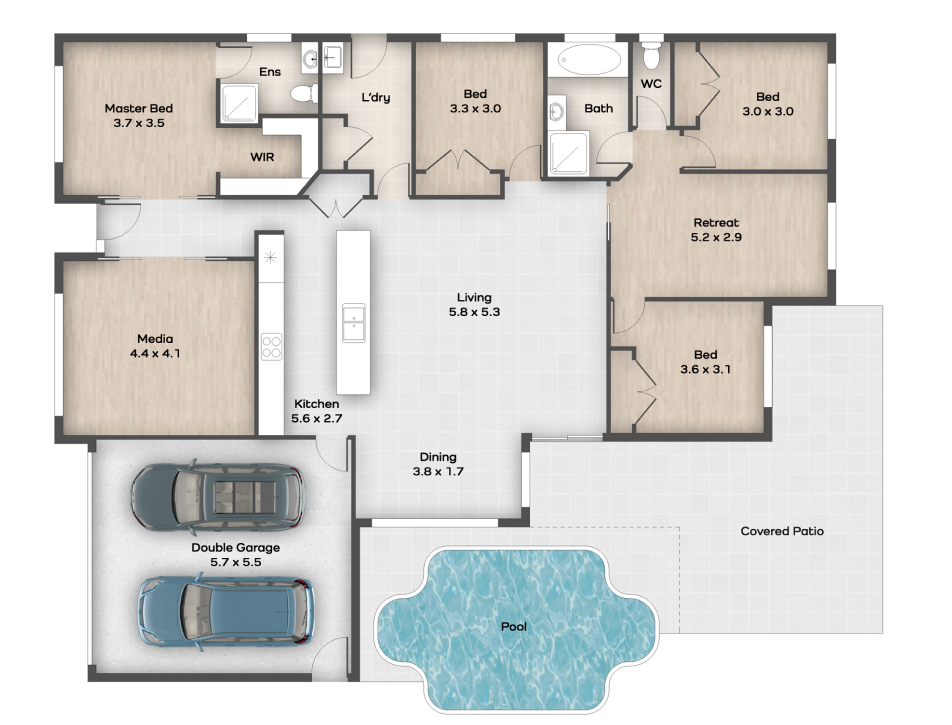 Ens
WC
Bed
3.3 x 3.0
Bed
3.0 x 3.0
L'dry
Master Bed
3.7 x 3.5
Bath
WIR
Retreat
5.2 x 2.9
Living
5.8 x 5.3
Media
4.4 x 4.1
Bed
3.6 x 3.1
Kitchen
5.6 x 2.7
Dining
3.8 x 1.7
Covered Patio
Double Garage
5.7 x 5.5
Pool